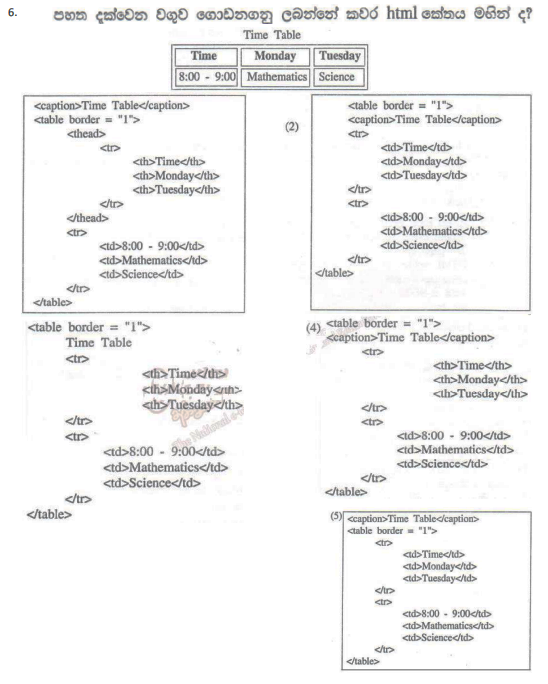 6. පහත දක්වෙන වගුව ගොඩනගනු ලබන්නේ කවර html කේතය මඟින් ද?
Time Table
Time Monday Tuesday
8:00 - 9:00 Mathematics Science
<caption>Time Table</caption>
<table border = "1">
<thead>
<tr>
<th>Time</th>
<th>Monday</th>
<th>Tuesday</th>
</tr>
</thead>
<tr>
<td>8:00 - 9:00</td>
<td>Mathematics</td>
<td>Science</td>
</tr>
</table>
(2)
<table border = "1">
<caption>Time Table</caption>
<tr>
<td>Time</td>
<td>Monday</td>
<td>Tuesday</td>
</tr>
<tr>
<td>8:00 - 9:00</td>
<td>Mathematics</td>
<td>Science</td>
</tr>
</table>
<table border = "1">
Time Table
<tr>
<th>Time</th>
<th>Monday</th>
<th>Tuesday</th>
</tr>
<tr>
<td>8:00 - 9:00</td>
<td>Mathematics</td>
<td>Science</td>
</tr>
</table>
(4) <table border = "1">
<caption>Time Table</caption>
<tr>
<th>Time</th>
<th>Monday</th>
<th>Tuesday</th>
</tr>
<tr>
<td>8:00 - 9:00</td>
<td>Mathematics</td>
<td>Science</td>
</tr>
</table>
(5) <caption>Time Table</caption>
<table border = "1">
<tr>
<td>Time</td>
<td>Monday</td>
<td>Tuesday</td>
</tr>
<tr>
<td>8:00 - 9:00</td>
<td>Mathematics</td>
<td>Science</td>
</tr>
</table>